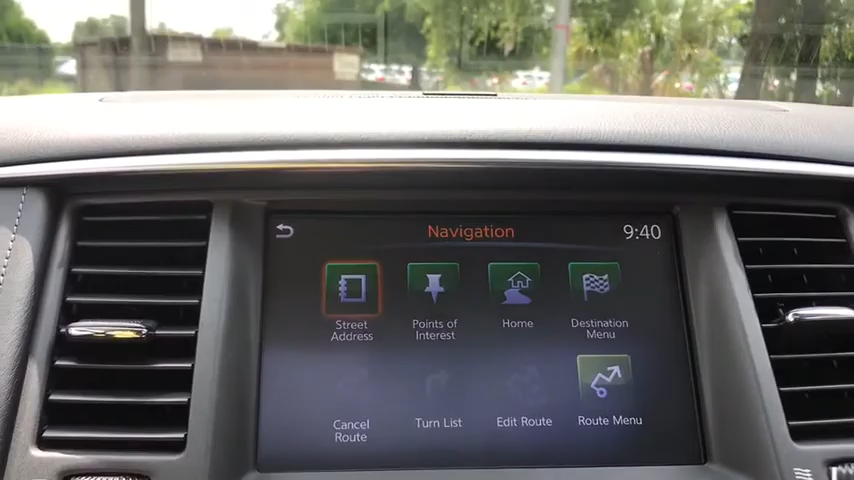 Navigation 9:40
Street Address
Points of Interest
Home
Destination Menu
Cancel Route
Turn List
Edit Route
Route Menu